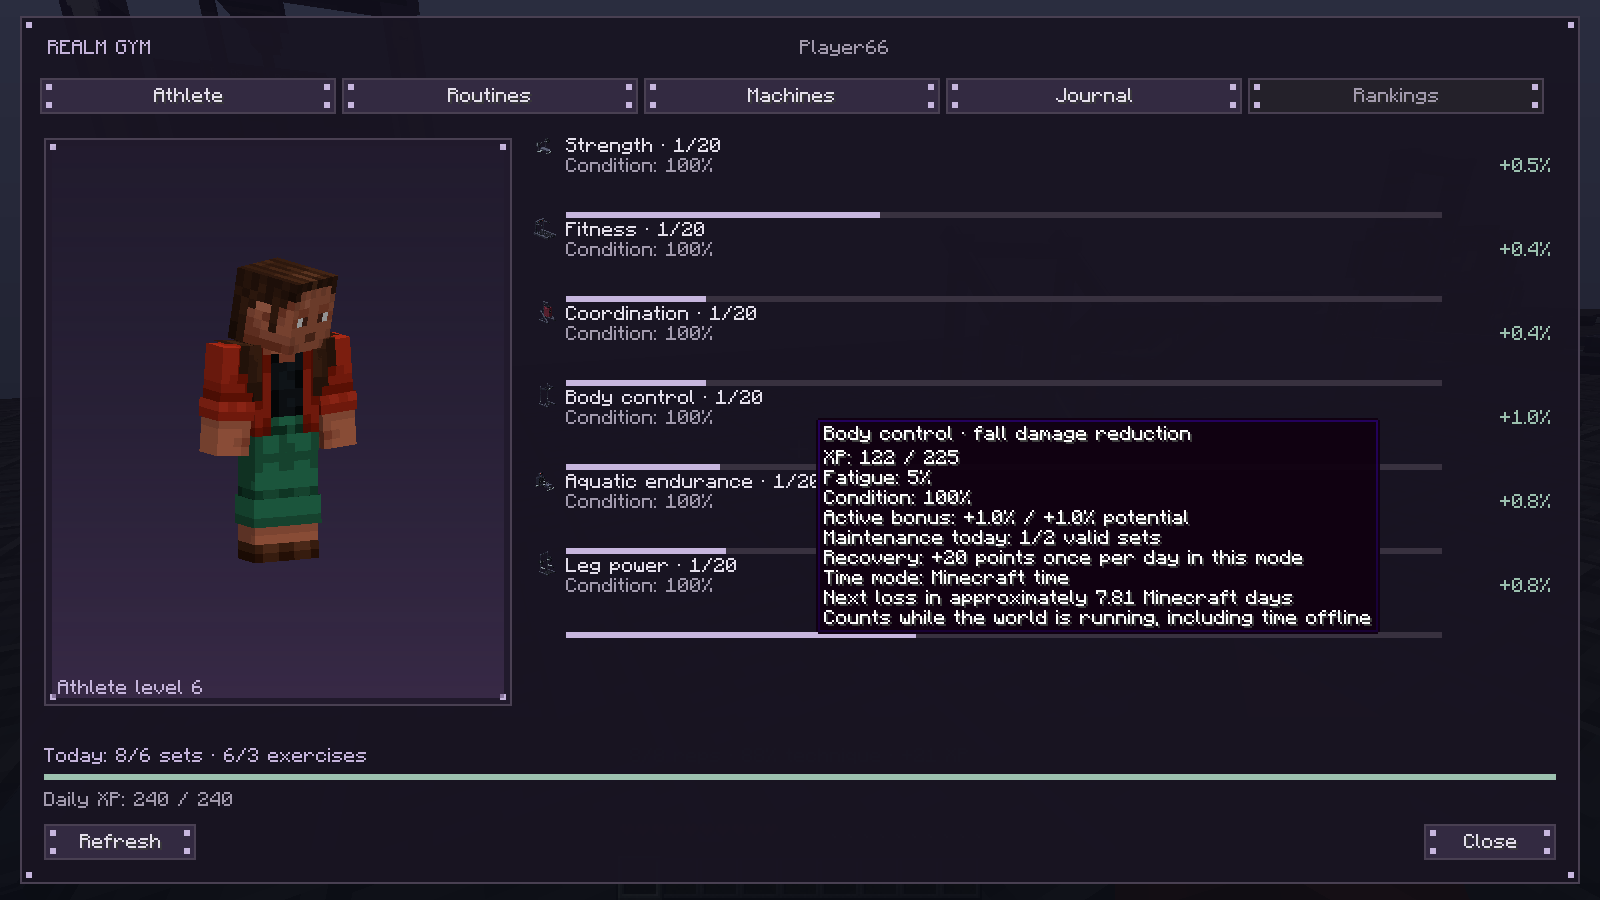 REALM GYM
Player66
Athlete
Routines
Machines
Journal
Rankings
Strength · 1/20
Condition: 100%
+0.5%
Fitness · 1/20
Condition: 100%
+0.4%
Coordination · 1/20
Condition: 100%
+0.4%
Body control · 1/20
Condition: 100%
+1.0%
Aquatic endurance · 1/20
Condition: 100%
+0.8%
Leg power · 1/20
Condition: 100%
+0.8%
Body control · fall damage reduction
XP: 122 / 225
Fatigue: 5%
Condition: 100%
Active bonus: +1.0% / +1.0% potential
Maintenance today: 1/2 valid sets
Recovery: +20 points once per day in this mode
Time mode: Minecraft time
Next loss in approximately 7.81 Minecraft days
Counts while the world is running, including time offline
Athlete level 6
Today: 8/6 sets · 6/3 exercises
Daily XP: 240 / 240
Refresh
Close